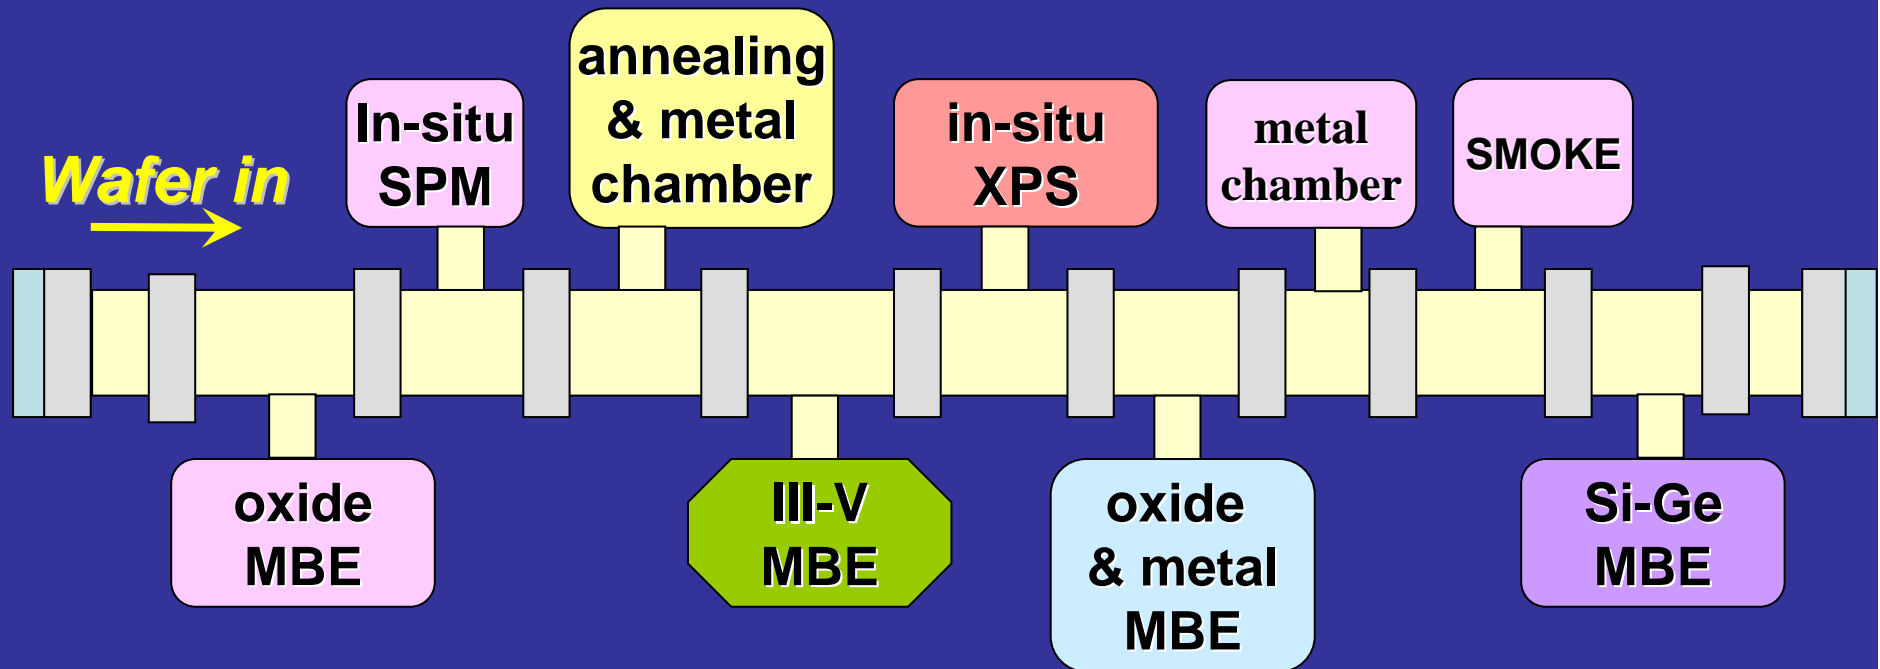 Wafer in
In-situ
SPM
annealing
& metal
chamber
in-situ
XPS
metal
chamber
SMOKE
oxide
MBE
III-V
MBE
oxide
& metal
MBE
Si-Ge
MBE